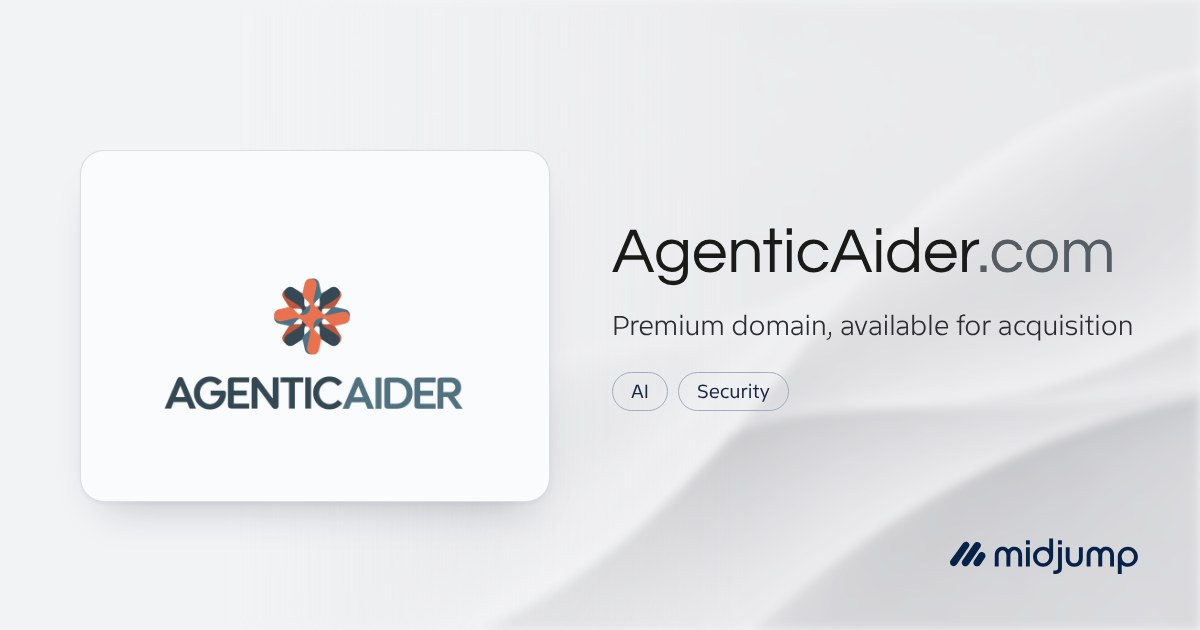 AGENTICAIDER
AgenticAider.com
Premium domain, available for acquisition
AI
Security
midjump